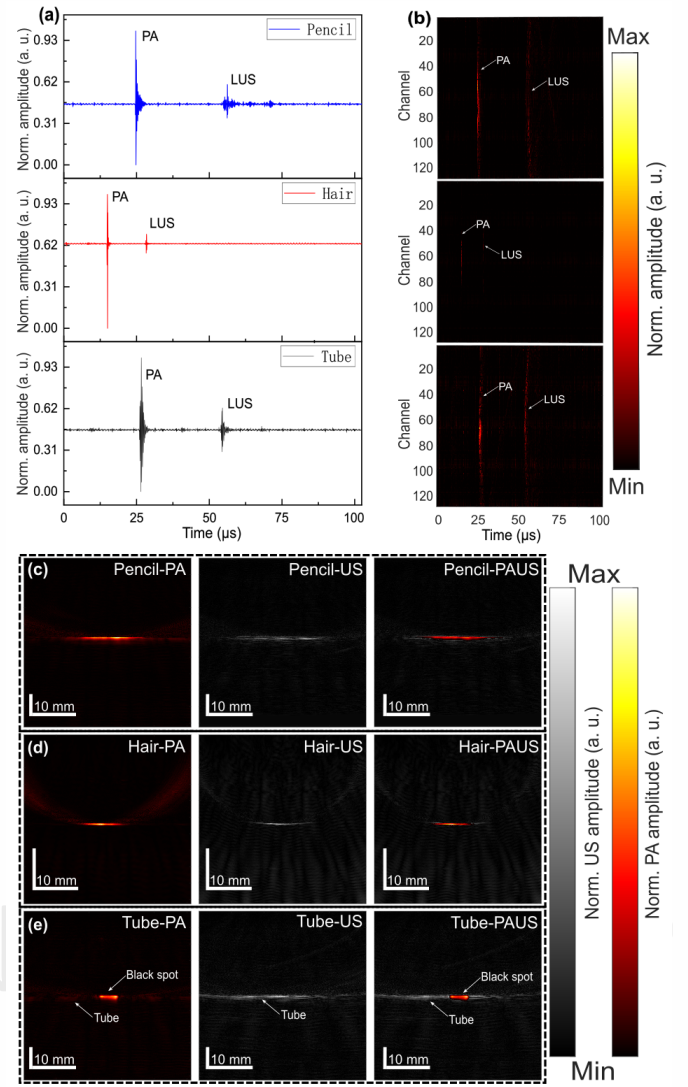 (a)
Norm. amplitude (a. u.)
0.93
0.62
0.31
0.00
PA
LUS
Pencil
Norm. amplitude (a. u.)
0.93
0.62
0.31
0.00
PA
LUS
Hair
Norm. amplitude (a. u.)
0.93
0.62
0.31
0.00
PA
LUS
Tube
0 25 50 75 100
Time (µs)
(b)
Channel
20
40
60
80
100
120
PA
LUS
Channel
20
40
60
80
100
120
PA
LUS
Channel
20
40
60
80
100
120
PA
LUS
0 25 50 75 100
Time (µs)
Max
Norm. amplitude (a. u.)
Min
(c)
Pencil-PA
10 mm
Pencil-US
10 mm
Pencil-PAUS
10 mm
(d)
Hair-PA
10 mm
Hair-US
10 mm
Hair-PAUS
10 mm
(e)
Tube-PA
Black spot
Tube
10 mm
Tube-US
Tube
10 mm
Tube-PAUS
Black spot
Tube
10 mm
Max
Norm. US amplitude (a. u.)
Norm. PA amplitude (a. u.)
Min